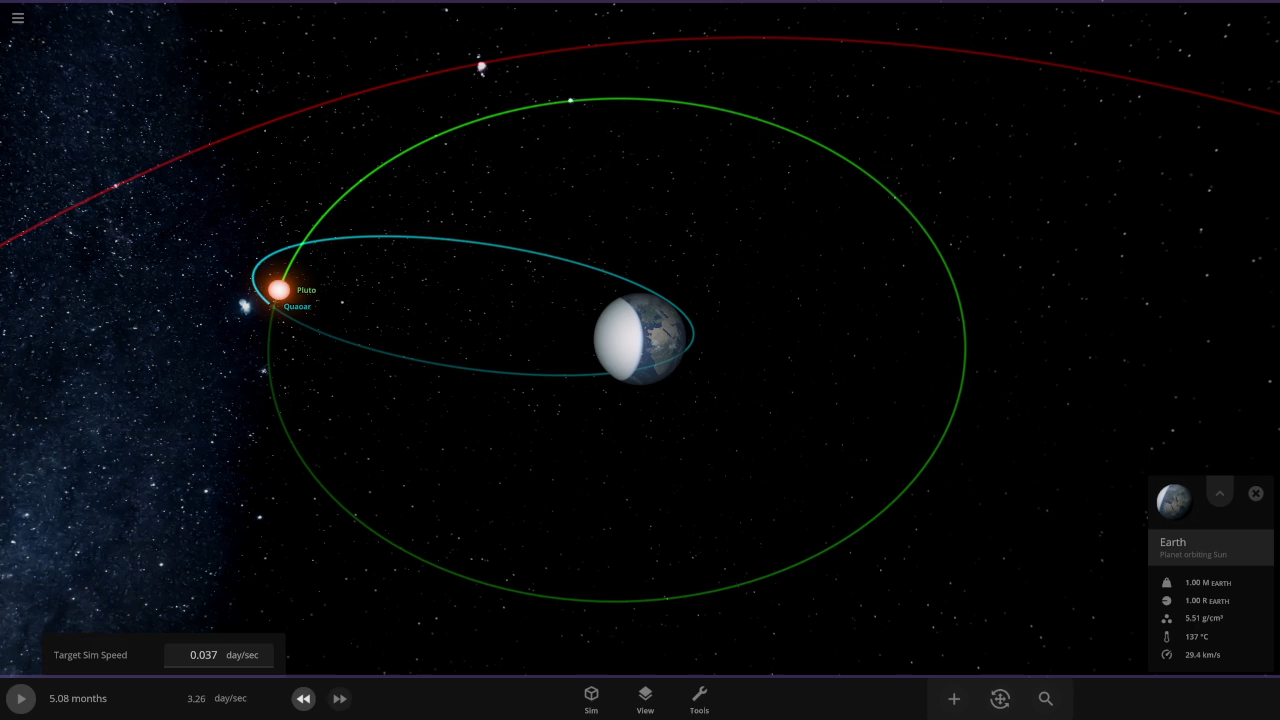 Pluto
Quaoar
Earth
Planet orbiting Sun
1.00 M EARTH
1.00 R EARTH
5.51 g/cm³
137 °C
29.4 km/s
Target Sim Speed 0.037 day/sec
5.08 months 3.26 day/sec
Sim View Tools